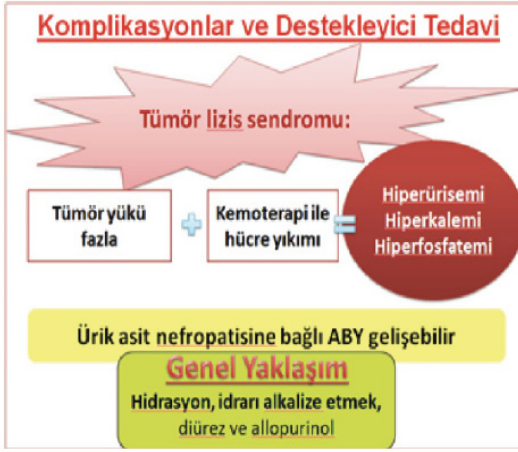 Komplikasyonlar ve Destekleyici Tedavi
Tümör lizis sendromu:
Tümör yükü
fazla
+
Kemoterapi ile
hücre yıkımı
=
Hiperürisemi
Hiperkalemi
Hiperfosfatemi
Ürik asit nefropatisine bağlı ABY gelişebilir
Genel Yaklaşım
Hidrasyon, idrarı alkalize etmek,
diürez ve allopurinol